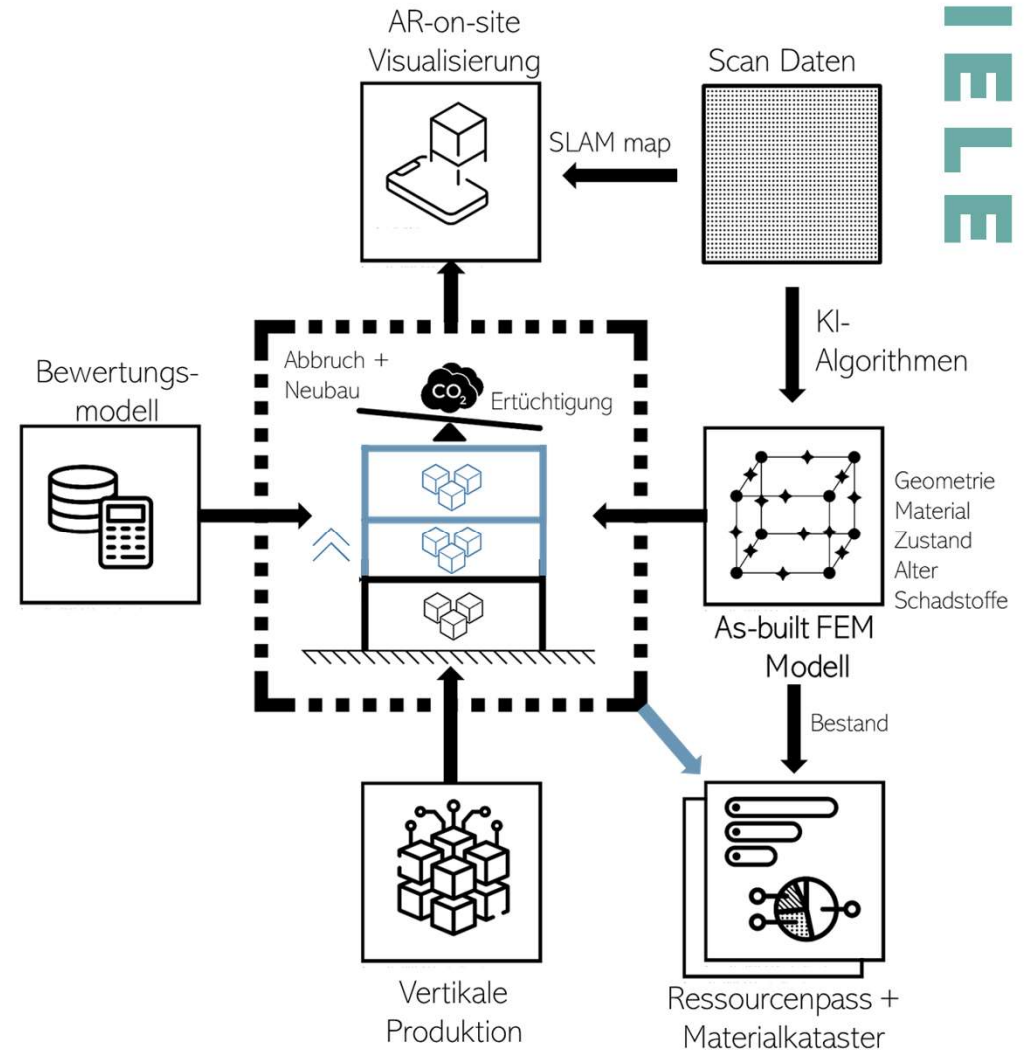 AR-on-site
Visualisierung
Scan Daten
SLAM map
IELE
KI-
Algorithmen
Bewertungs-
modell
Abbruch +
Neubau
CO2
Ertüchtigung
Geometrie
Material
Zustand
Alter
Schadstoffe
As-built FEM
Modell
Bestand
Vertikale
Produktion
Ressourcenpass +
Materialkataster